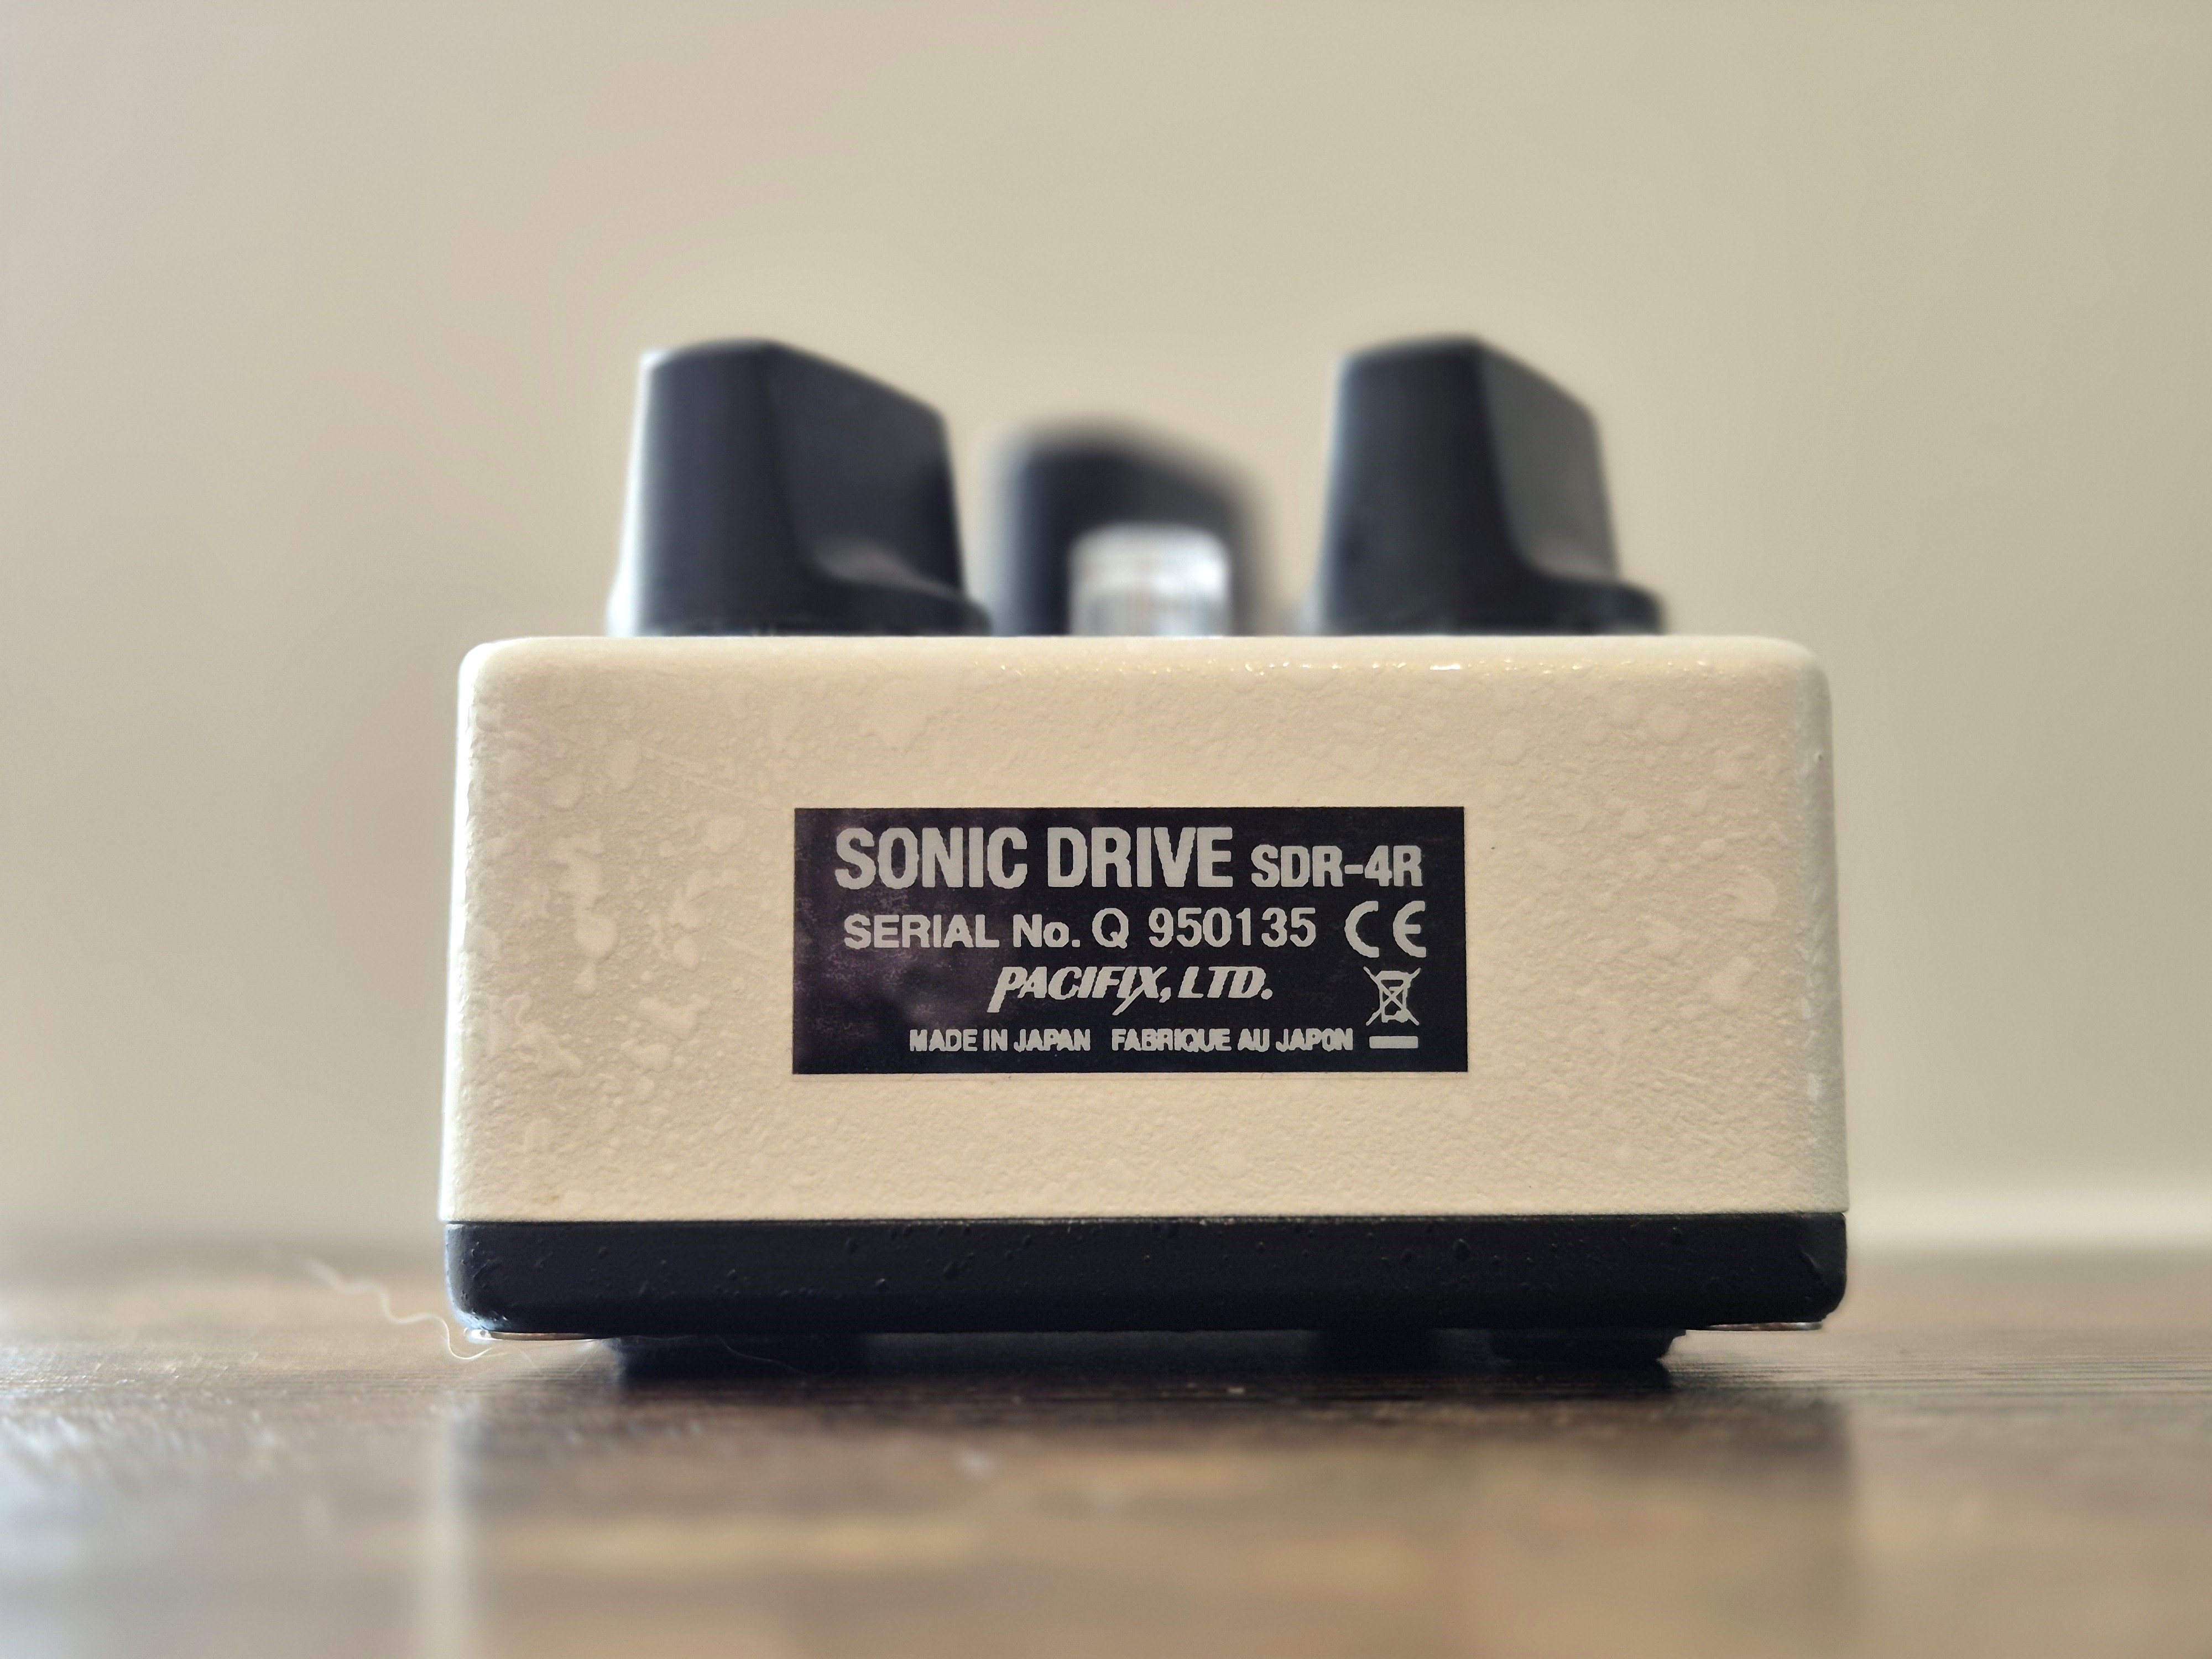 SONIC DRIVE SDR-4R
SERIAL No. Q 950135 CE
PACIFIX, LTD.
MADE IN JAPAN FABRIQUE AU JAPON